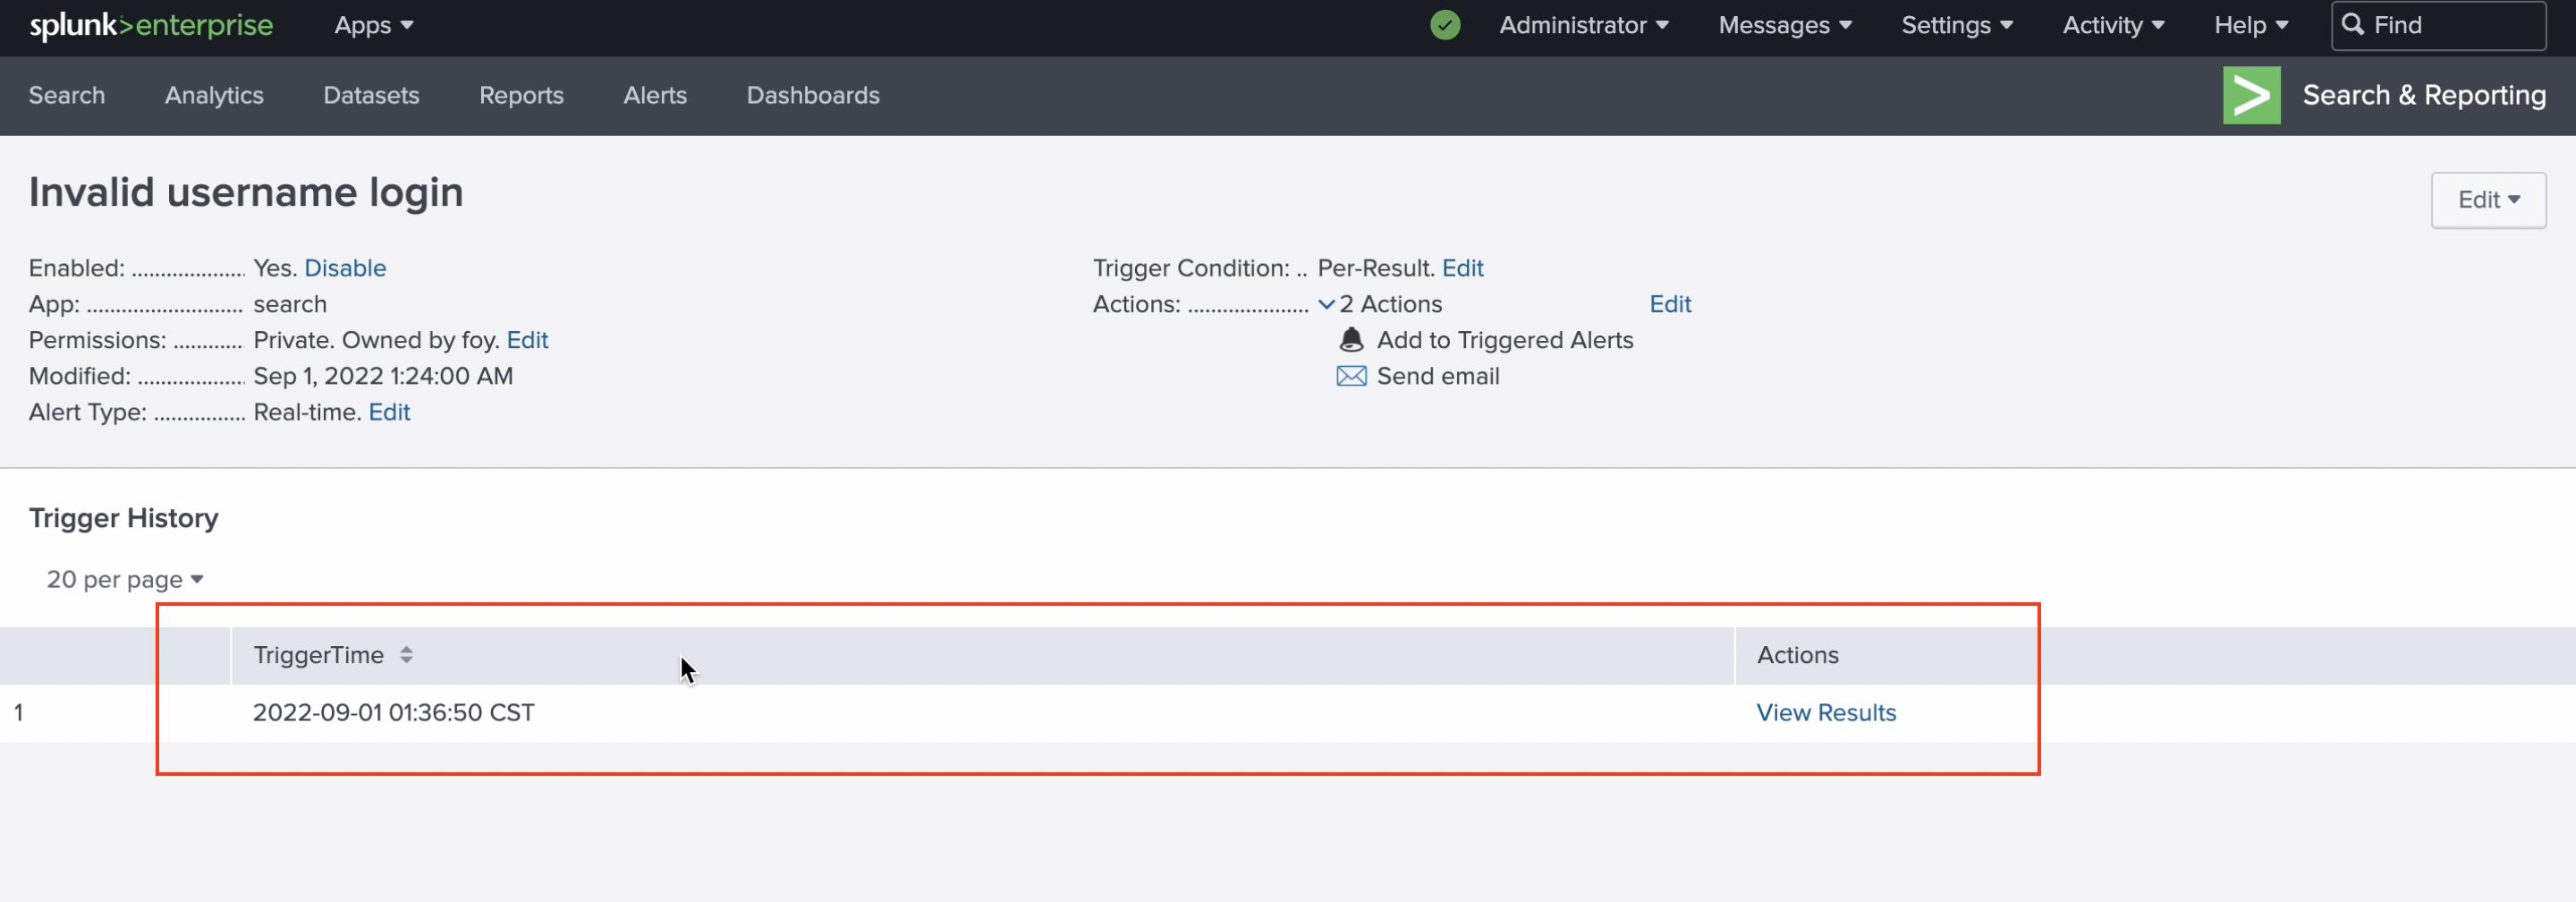 splunk>enterprise Apps Administrator Messages Settings Activity Help Find
Search Analytics Datasets Reports Alerts Dashboards Search & Reporting
Invalid username login
Edit
Enabled: .................... Yes. Disable
App: ........................... search
Permissions: ............ Private. Owned by foy. Edit
Modified: ................... Sep 1, 2022 1:24:00 AM
Alert Type: ................ Real-time. Edit
Trigger Condition: .. Per-Result. Edit
Actions: ..................... 2 Actions Edit
Add to Triggered Alerts
Send email
Trigger History
20 per page
TriggerTime Actions
1 2022-09-01 01:36:50 CST View Results